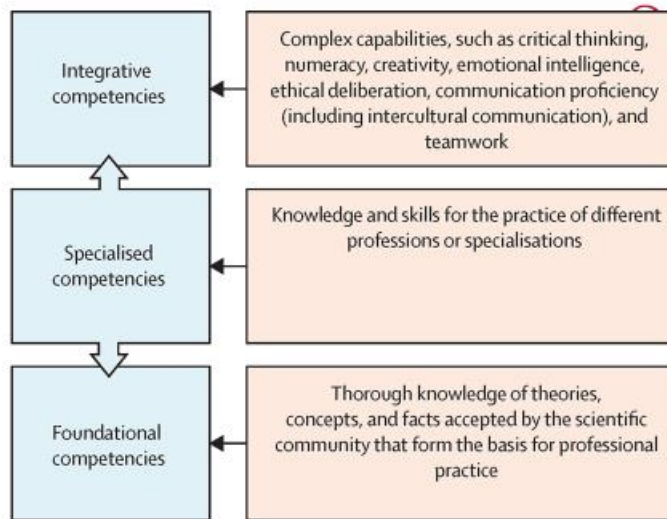 Integrative
competencies
Complex capabilities, such as critical thinking,
numeracy, creativity, emotional intelligence,
ethical deliberation, communication proficiency
(including intercultural communication), and
teamwork
Specialised
competencies
Knowledge and skills for the practice of different
professions or specialisations
Foundational
competencies
Thorough knowledge of theories,
concepts, and facts accepted by the scientific
community that form the basis for professional
practice